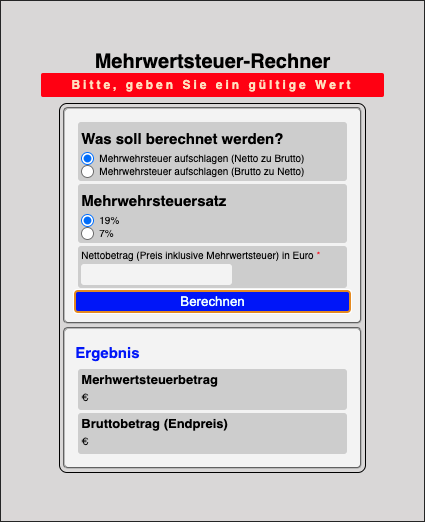 Mehrwertsteuer-Rechner
Bitte, geben Sie ein gültige Wert
Was soll berechnet werden?
Mehrwehrsteuer aufschlagen (Netto zu Brutto)
Mehrwehrsteuer aufschlagen (Brutto zu Netto)
Mehrwehrsteuersatz
19%
7%
Nettobetrag (Preis inklusive Mehrwertsteuer) in Euro *
Berechnen
Ergebnis
Merhwertsteuerbetrag
€
Bruttobetrag (Endpreis)
€